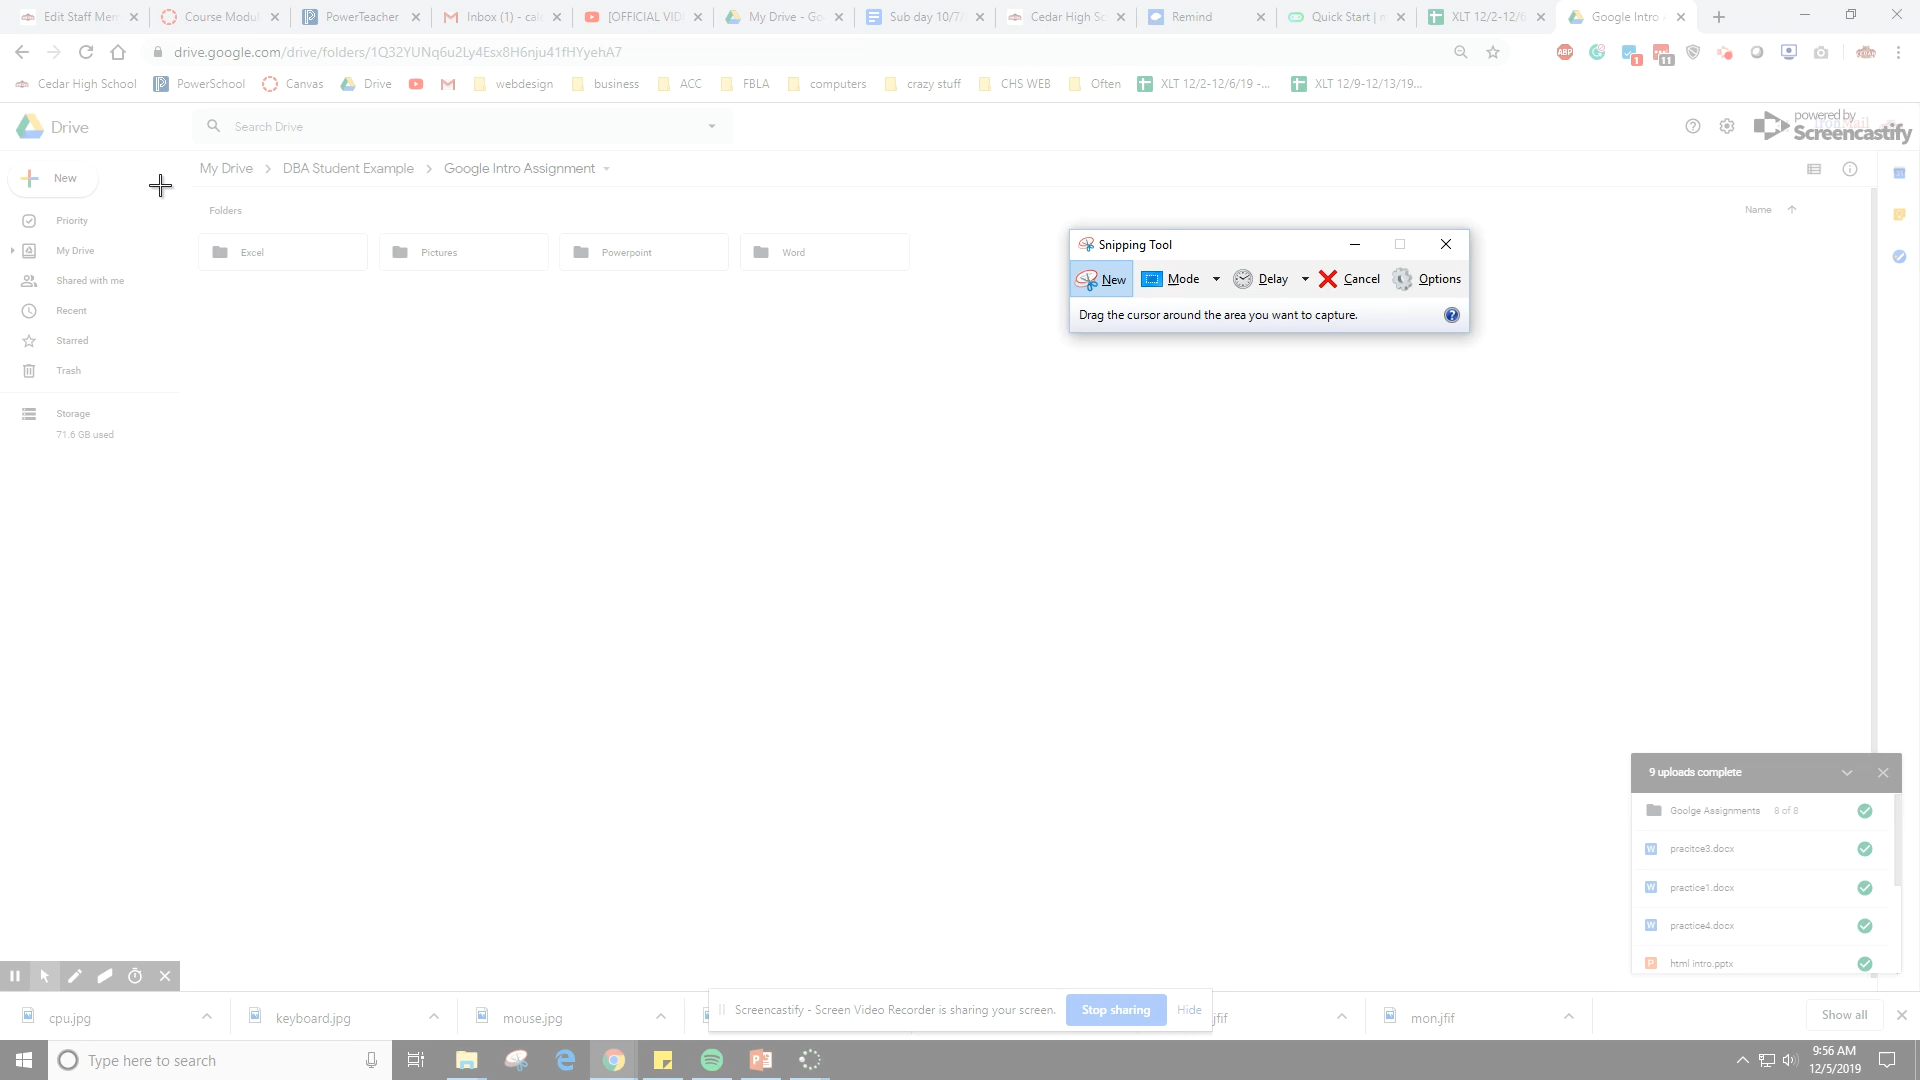 Edit Staff Mem
Course Modul
PowerTeacher
Inbox (1) - cal
[OFFICIAL VID
My Drive - Go
Sub day 10/7/
Cedar High Sc
Remind
Quick Start |
XLT 12/2-12/6
Google Intro A
drive.google.com/drive/folders/1Q32YUNq6u2Ly4Esx8H6nju41fHYyehA7
ABP
1
11
Cedar High School
PowerSchool
Canvas
Drive
webdesign
business
ACC
FBLA
computers
crazy stuff
CHS WEB
Often
XLT 12/2-12/6/19 -...
XLT 12/9-12/13/19...
Drive
Search Drive
powered by
Screencastify
New
My Drive > DBA Student Example > Google Intro Assignment
Priority
My Drive
Shared with me
Recent
Starred
Trash
Storage
71.6 GB used
Folders
Name
Excel
Pictures
Powerpoint
Word
Snipping Tool
New
Mode
Delay
Cancel
Options
Drag the cursor around the area you want to capture.
9 uploads complete
Goolge Assignments 8 of 8
pracitce3.docx
practice1.docx
practice4.docx
html intro.pptx
cpu.jpg
keyboard.jpg
mouse.jpg
Screencastify - Screen Video Recorder is sharing your screen.
Stop sharing
Hide
jfif
mon.jfif
Show all
Type here to search
9:56 AM
12/5/2019